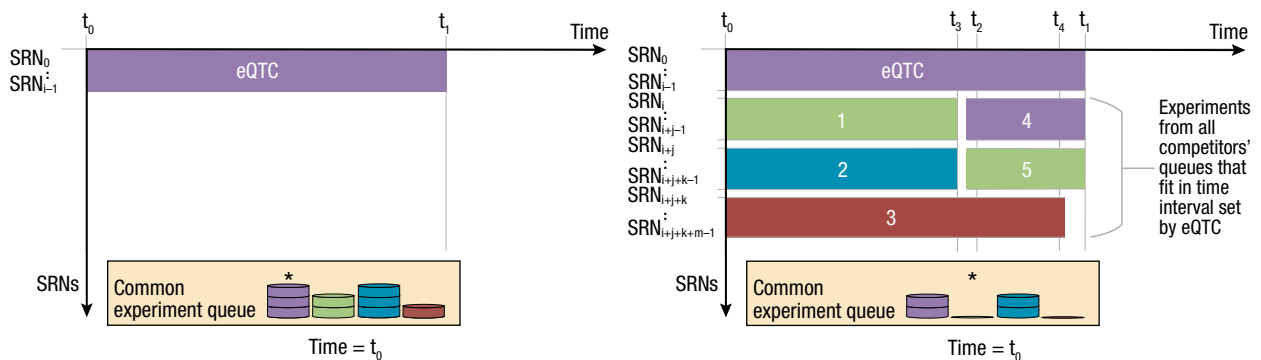 t0 t1
Time
SRN0
⋮
SRNi–1
eQTC
SRNs
*
Common
experiment queue
Time = t0
t0 t3 t2 t4 t1
Time
SRN0
⋮
SRNi–1
eQTC
SRNi
⋮
SRNi+j–1
1 4
SRNi+j
⋮
SRNi+j+k–1
2 5
SRNi+j+k
⋮
SRNi+j+k+m–1
3
Experiments
from all
competitors’
queues that
fit in time
interval set
by eQTC
SRNs
*
Common
experiment queue
Time = t0